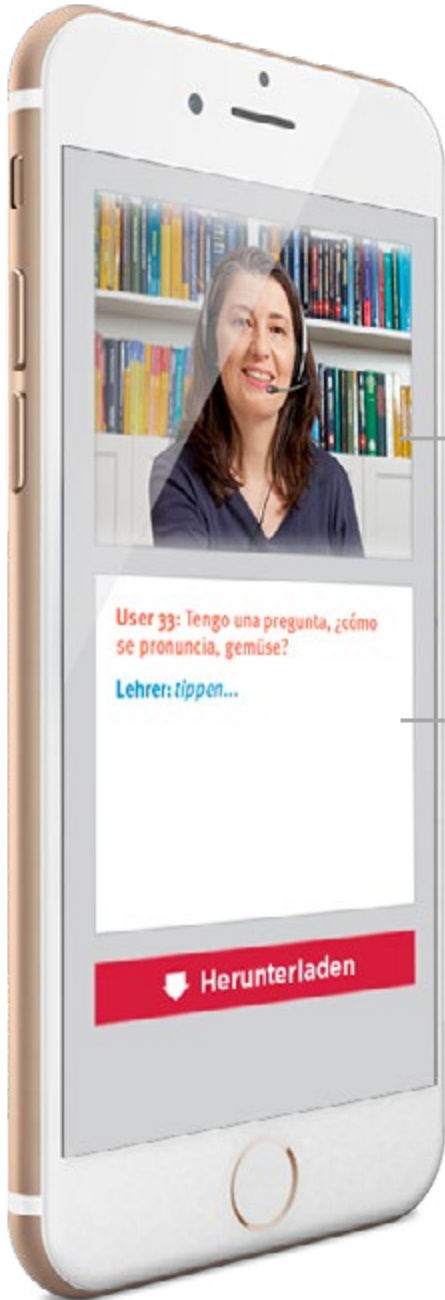 User 33: Tengo una pregunta, ¿cómo
se pronuncia, gemüse?
Lehrer: tippen...
Herunterladen